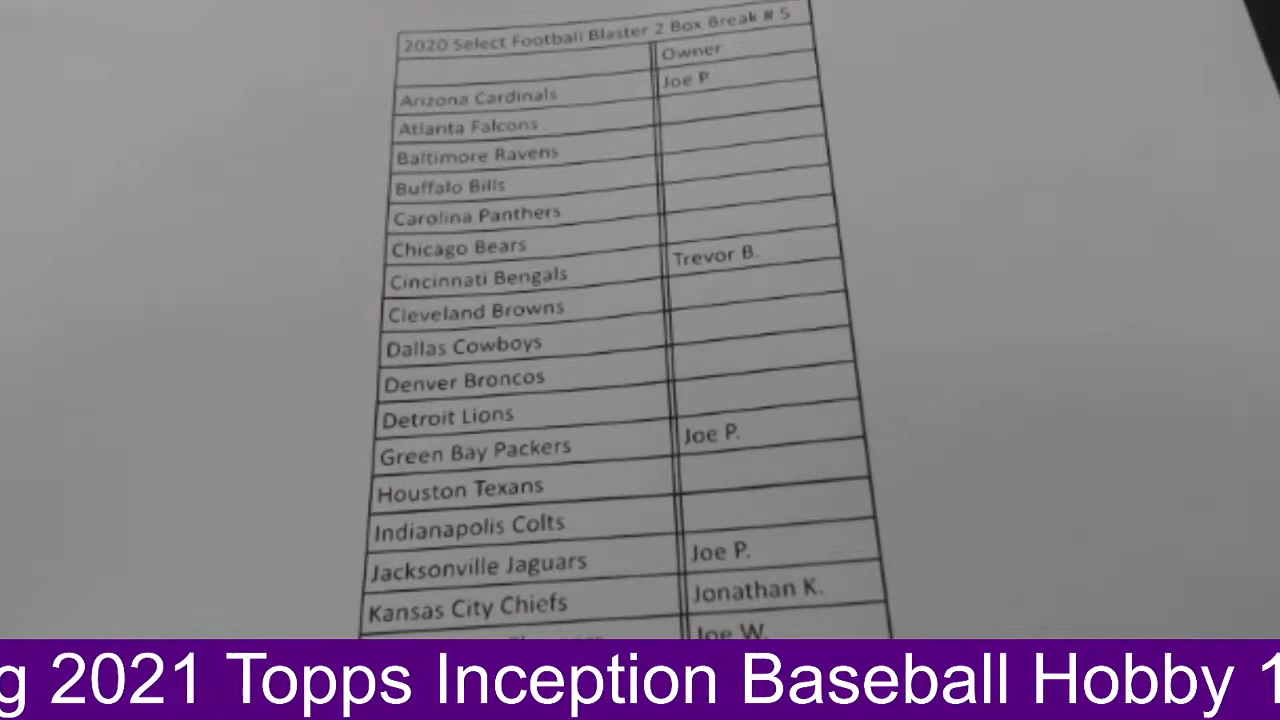 2020 Select Football Blaster 2 Box Break # 5
Owner
Arizona Cardinals Joe P
Atlanta Falcons
Baltimore Ravens
Buffalo Bills
Carolina Panthers
Chicago Bears
Cincinnati Bengals Trevor B.
Cleveland Browns
Dallas Cowboys
Denver Broncos
Detroit Lions
Green Bay Packers Joe P.
Houston Texans
Indianapolis Colts
Jacksonville Jaguars Joe P.
Kansas City Chiefs Jonathan K.
Joe W.
g 2021 Topps Inception Baseball Hobby 1